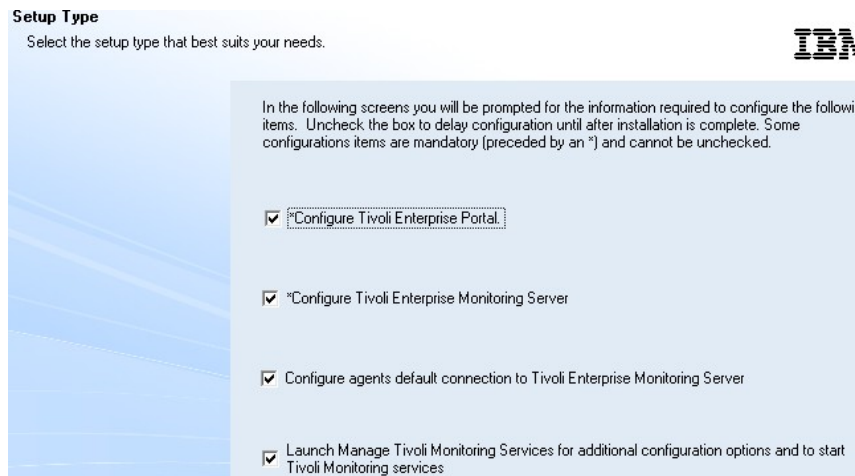 Setup Type
Select the setup type that best suits your needs.
IBM
In the following screens you will be prompted for the information required to configure the followi
items. Uncheck the box to delay configuration until after installation is complete. Some
configurations items are mandatory (preceded by an *) and cannot be unchecked.
*Configure Tivoli Enterprise Portal.
*Configure Tivoli Enterprise Monitoring Server
Configure agents default connection to Tivoli Enterprise Monitoring Server
Launch Manage Tivoli Monitoring Services for additional configuration options and to start
Tivoli Monitoring services